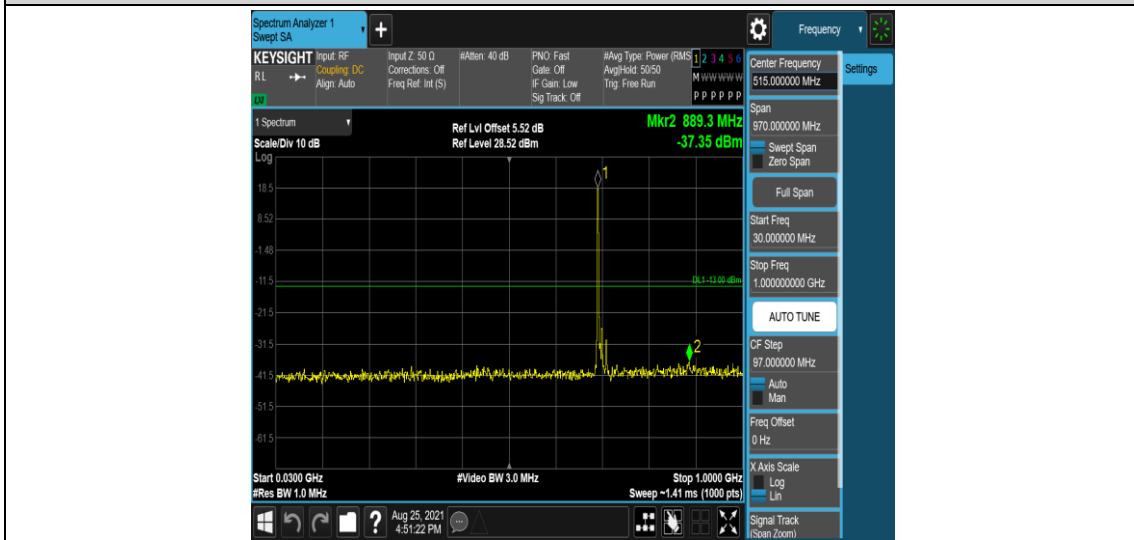 Spectrum Analyzer 1
Swept SA
+
Frequency
KEYSIGHT
RL
Input: RF
Coupling: DC
Align: Auto
Input Z: 50 Ω
Corrections: Off
Freq Ref: Int (S)
#Atten: 40 dB
PNO: Fast
Gate: Off
IF Gain: Low
Sig Track: Off
#Avg Type: Power (RMS
Avg|Hold: 50/50
Trig: Free Run
1 2 3 4 5 6
M W W W W W
P P P P P P
1 Spectrum
Scale/Div 10 dB
Log
Ref Lvl Offset 5.52 dB
Ref Level 28.52 dBm
Mkr2 889.3 MHz
-37.35 dBm
1
18.5
8.52
-1.48
-11.5
DL1 -13.00 dBm
-21.5
-31.5
2
-41.5
-51.5
-61.5
Start 0.0300 GHz
#Res BW 1.0 MHz
#Video BW 3.0 MHz
Stop 1.0000 GHz
Sweep ~1.41 ms (1000 pts)
?
Aug 25, 2021
4:51:22 PM
Center Frequency
515.000000 MHz
Settings
Span
970.000000 MHz
Swept Span
Zero Span
Full Span
Start Freq
30.000000 MHz
Stop Freq
1.000000000 GHz
AUTO TUNE
CF Step
97.000000 MHz
Auto
Man
Freq Offset
0 Hz
X Axis Scale
Log
Lin
Signal Track
(Span Zoom)